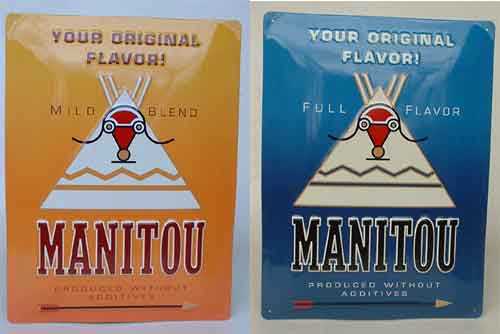 YOUR ORIGINAL
FLAVOR!
MILD BLEND
MANITOU
PRODUCED WITHOUT
ADDITIVES
YOUR ORIGINAL
FLAVOR!
FULL FLAVOR
MANITOU
PRODUCED WITHOUT
ADDITIVES